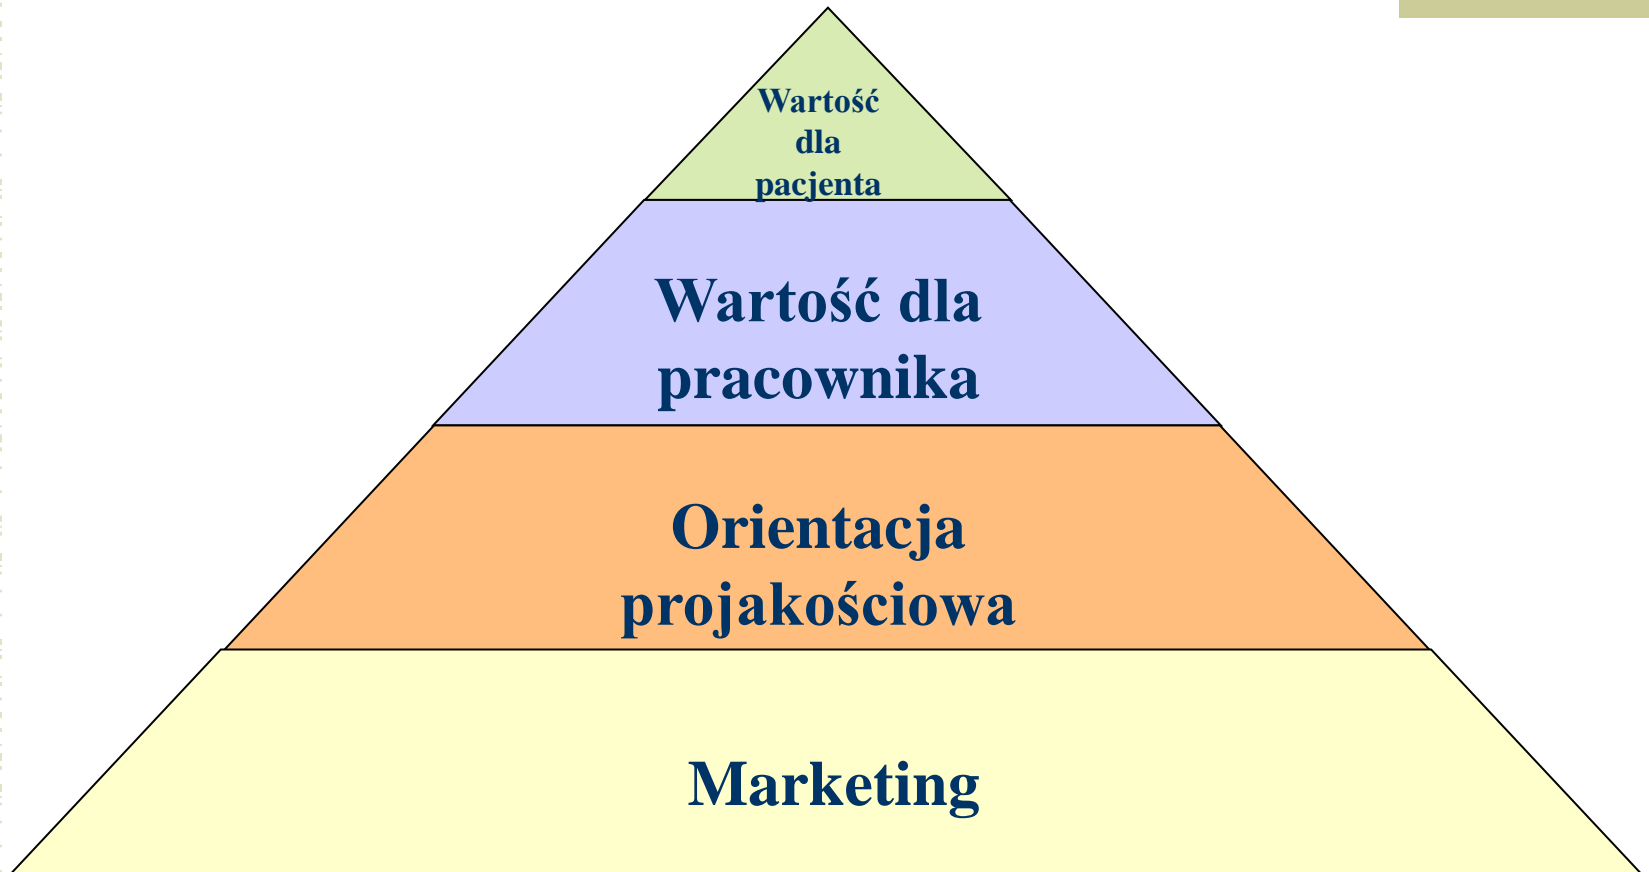 Wartość
dla
pacjenta
Wartość dla
pracownika
Orientacja
projakościowa
Marketing